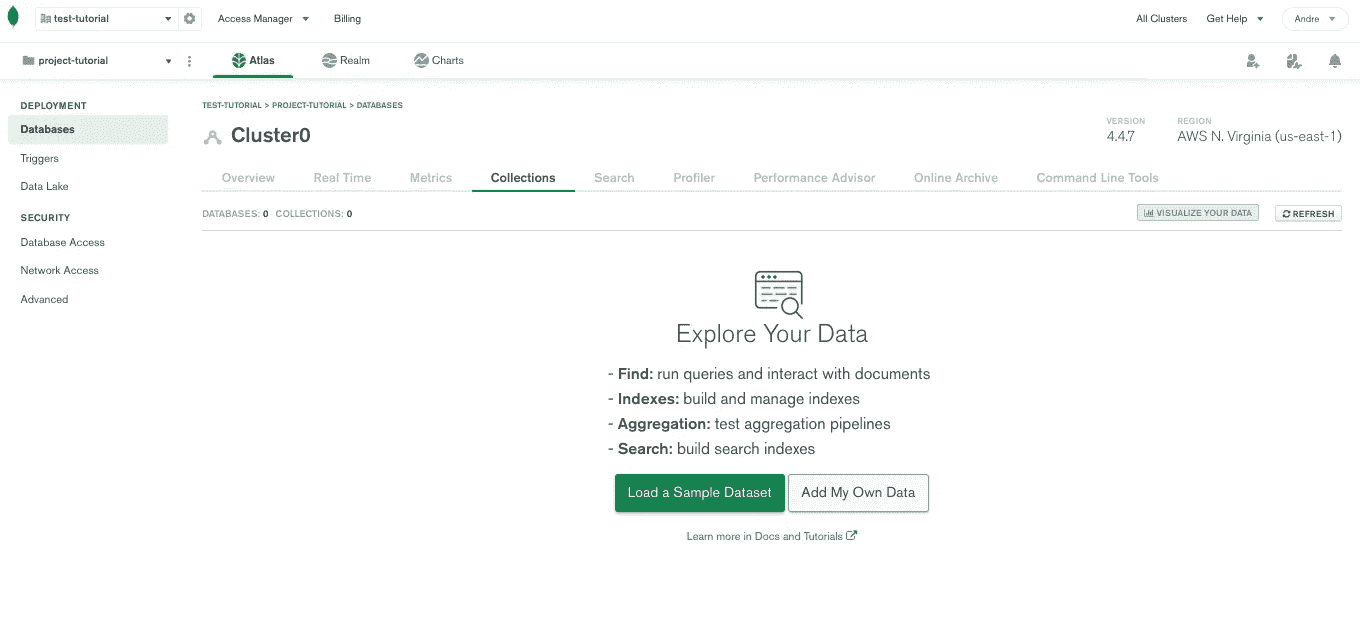 test-tutorial
Access Manager
Billing
All Clusters
Get Help
Andre
project-tutorial
Atlas
Realm
Charts
DEPLOYMENT
Databases
Triggers
Data Lake
SECURITY
Database Access
Network Access
Advanced
TEST-TUTORIAL > PROJECT-TUTORIAL > DATABASES
Cluster0
VERSION
4.4.7
REGION
AWS N. Virginia (us-east-1)
Overview
Real Time
Metrics
Collections
Search
Profiler
Performance Advisor
Online Archive
Command Line Tools
DATABASES: 0 COLLECTIONS: 0
VISUALIZE YOUR DATA
REFRESH
Explore Your Data
- Find: run queries and interact with documents
- Indexes: build and manage indexes
- Aggregation: test aggregation pipelines
- Search: build search indexes
Load a Sample Dataset
Add My Own Data
Learn more in Docs and Tutorials